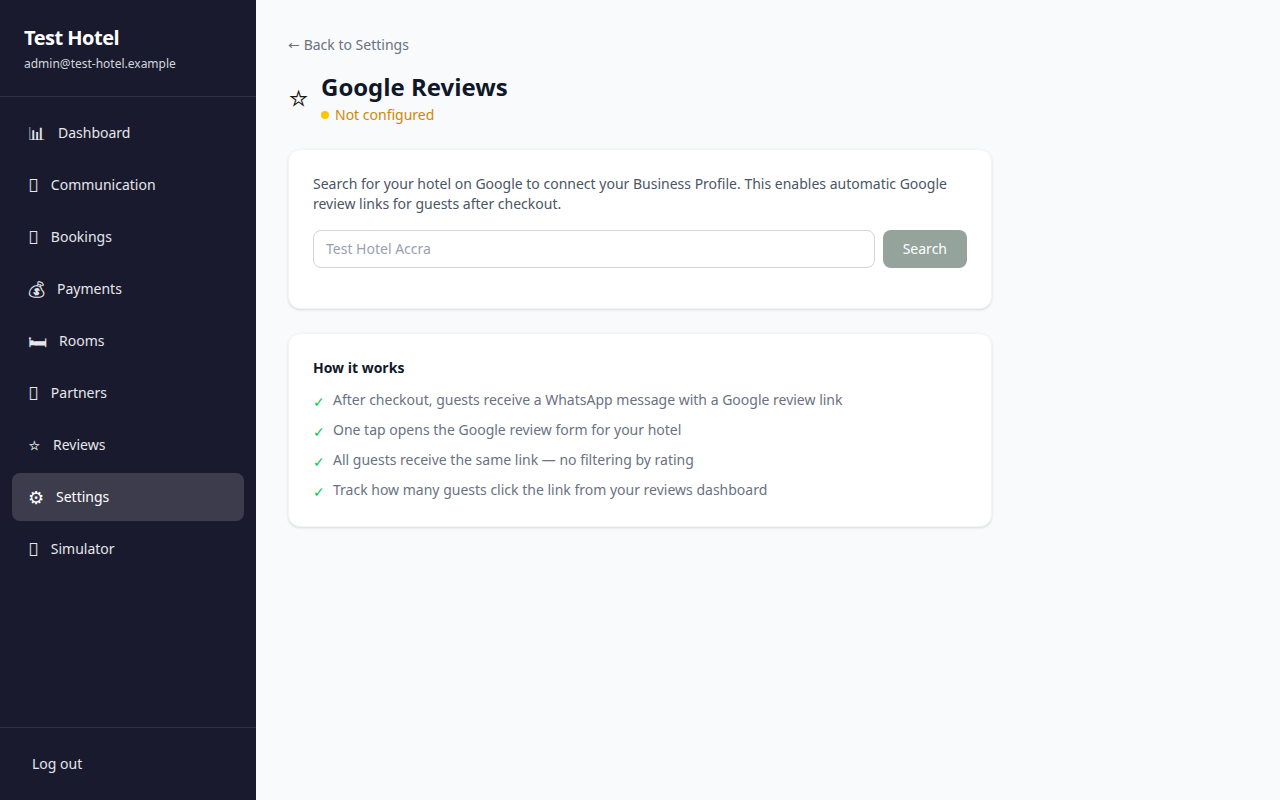 Test Hotel
admin@test-hotel.example
Dashboard
Communication
Bookings
Payments
Rooms
Partners
Reviews
Settings
Simulator
Log out
← Back to Settings
Google Reviews
Not configured
Search for your hotel on Google to connect your Business Profile. This enables automatic Google
review links for guests after checkout.
Test Hotel Accra
Search
How it works
✓ After checkout, guests receive a WhatsApp message with a Google review link
✓ One tap opens the Google review form for your hotel
✓ All guests receive the same link — no filtering by rating
✓ Track how many guests click the link from your reviews dashboard